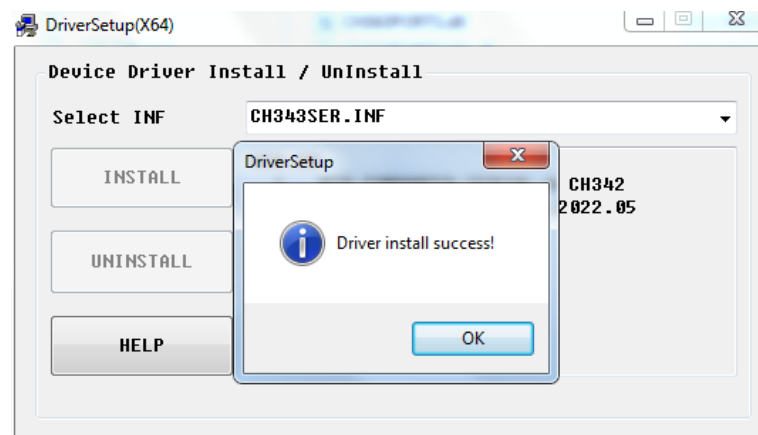 DriverSetup(X64)
Device Driver Install / UnInstall
Select INF
CH343SER.INF
INSTALL
UNINSTALL
HELP
CH342
2022.05
DriverSetup
Driver install success!
OK